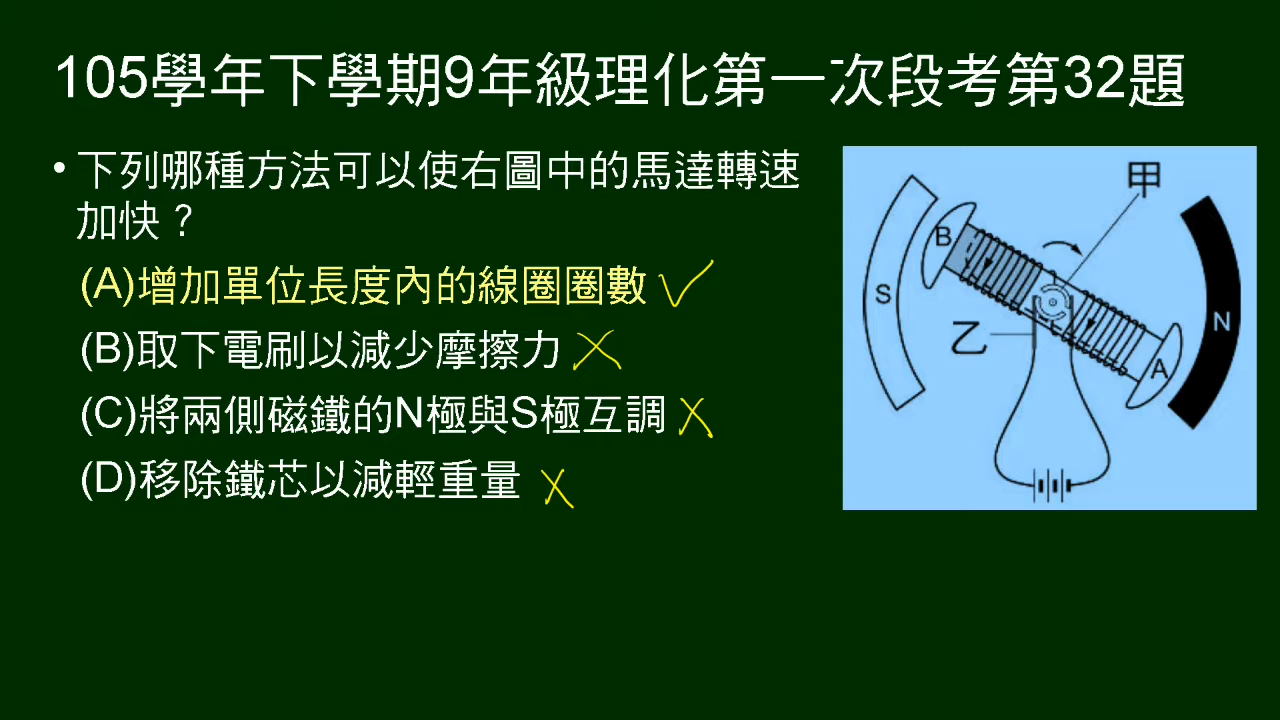 105學年下學期9年級理化第一次段考第32題
• 下列哪種方法可以使右圖中的馬達轉速
加快？
(A)增加單位長度內的線圈圈數
(B)取下電刷以減少摩擦力
(C)將兩側磁鐵的N極與S極互調
(D)移除鐵芯以減輕重量
甲
B
S
N
乙
A